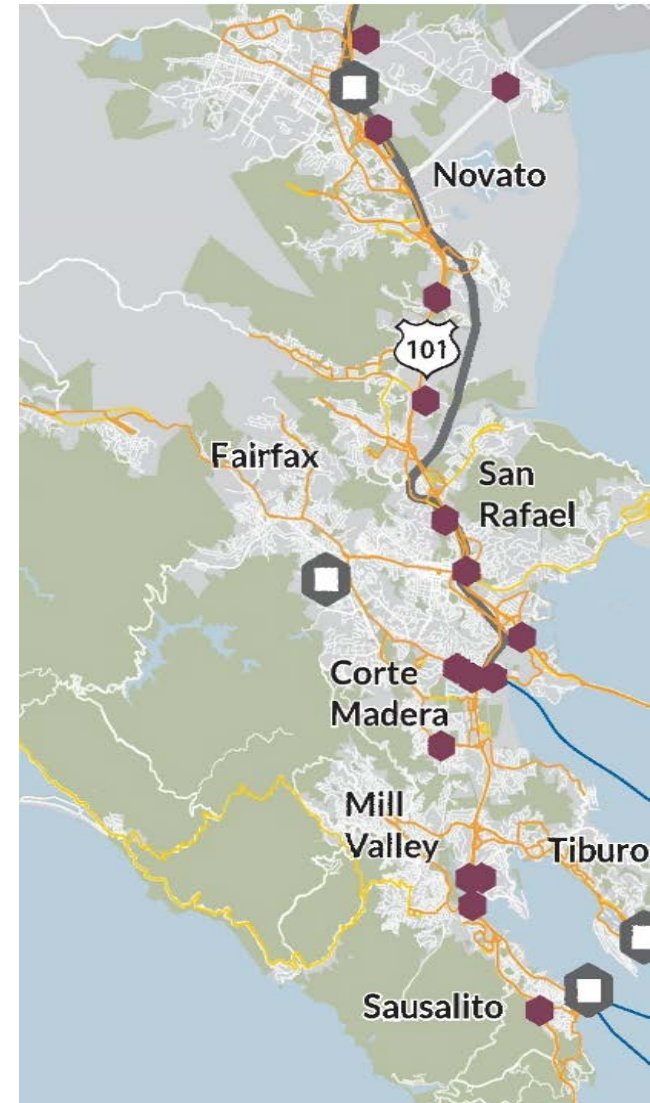 Novato
101
Fairfax
San
Rafael
Corte
Madera
Mill
Valley
Tiburo
Sausalito